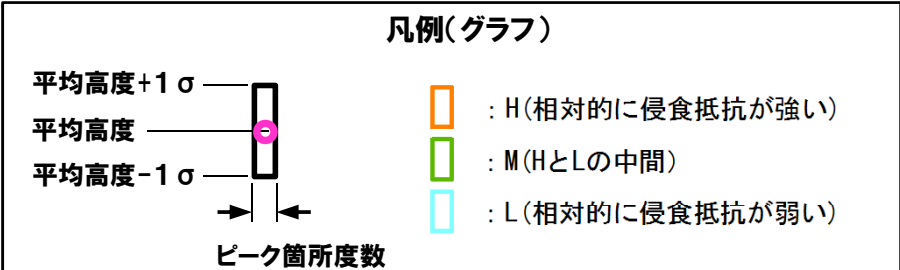 凡例(グラフ)
平均高度+1σ
平均高度
平均高度-1σ
ピーク箇所度数
:H(相対的に侵食抵抗が強い)
:M(HとLの中間)
:L(相対的に侵食抵抗が弱い)